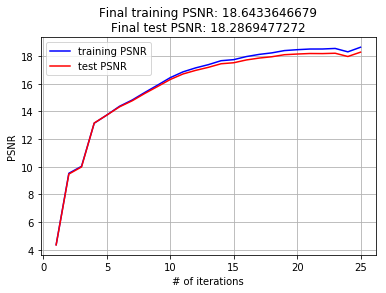 Final training PSNR: 18.6433646679
Final test PSNR: 18.2869477272
training PSNR
test PSNR
18
16
14
12
10
8
6
4
PSNR
0
5
10
15
20
25
# of iterations